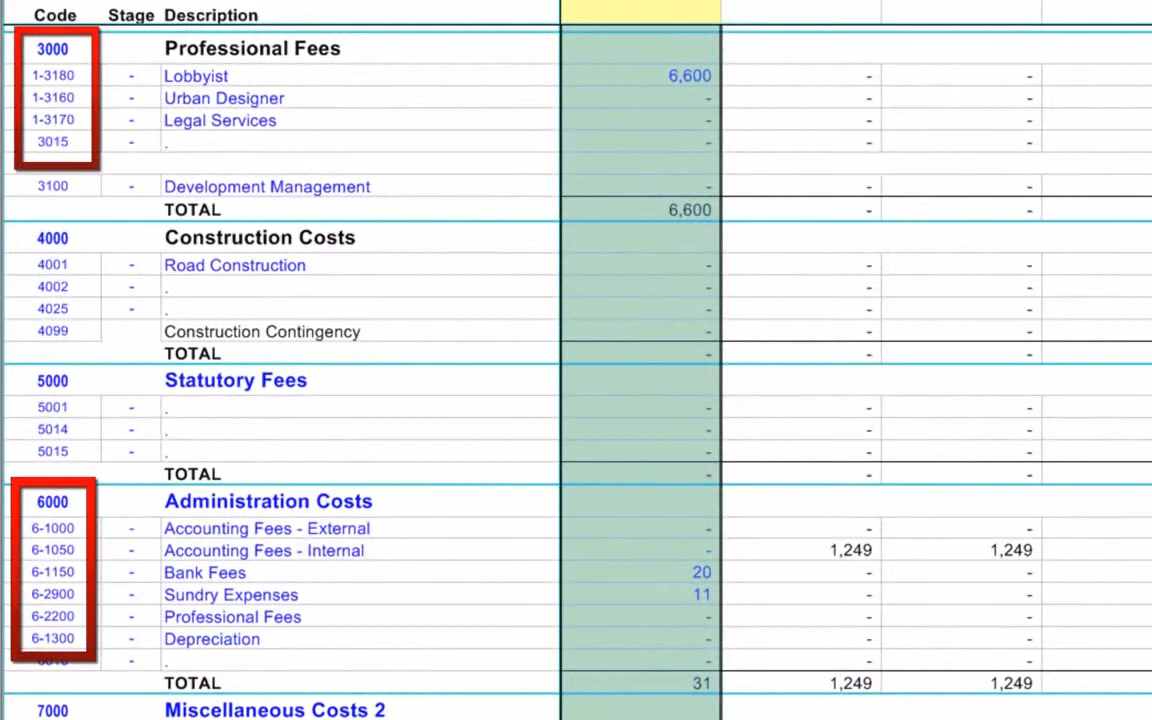 Code Stage Description
3000 Professional Fees
1-3180 - Lobbyist 6,600 - -
1-3160 - Urban Designer - - -
1-3170 - Legal Services - - -
3015 - . - - -
3100 - Development Management - - -
TOTAL 6,600 - -
4000 Construction Costs
4001 - Road Construction - - -
4002 - . - - -
4025 - . - - -
4099 Construction Contingency - - -
TOTAL - - -
5000 Statutory Fees
5001 - . - - -
5014 - . - - -
5015 - . - - -
TOTAL - - -
6000 Administration Costs
6-1000 - Accounting Fees - External - - -
6-1050 - Accounting Fees - Internal - 1,249 1,249
6-1150 - Bank Fees 20 - -
6-2900 - Sundry Expenses 11 - -
6-2200 - Professional Fees - - -
6-1300 - Depreciation - - -
- . - - -
TOTAL 31 1,249 1,249
7000 Miscellaneous Costs 2